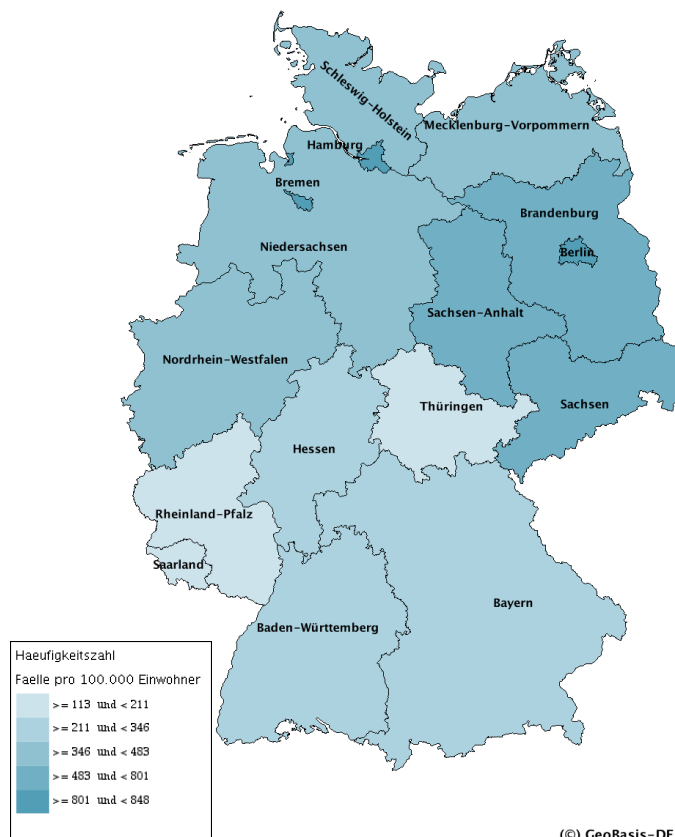 Schleswig-Holstein
Mecklenburg-Vorpommern
Hamburg
Bremen
Brandenburg
Berlin
Niedersachsen
Sachsen-Anhalt
Nordrhein-Westfalen
Thüringen
Sachsen
Hessen
Rheinland-Pfalz
Saarland
Bayern
Baden-Württemberg
Haeufigkeitszahl
Faelle pro 100.000 Einwohner
>= 113 und < 211
>= 211 und < 346
>= 346 und < 483
>= 483 und < 801
>= 801 und < 848
(©) GeoBasis-DE